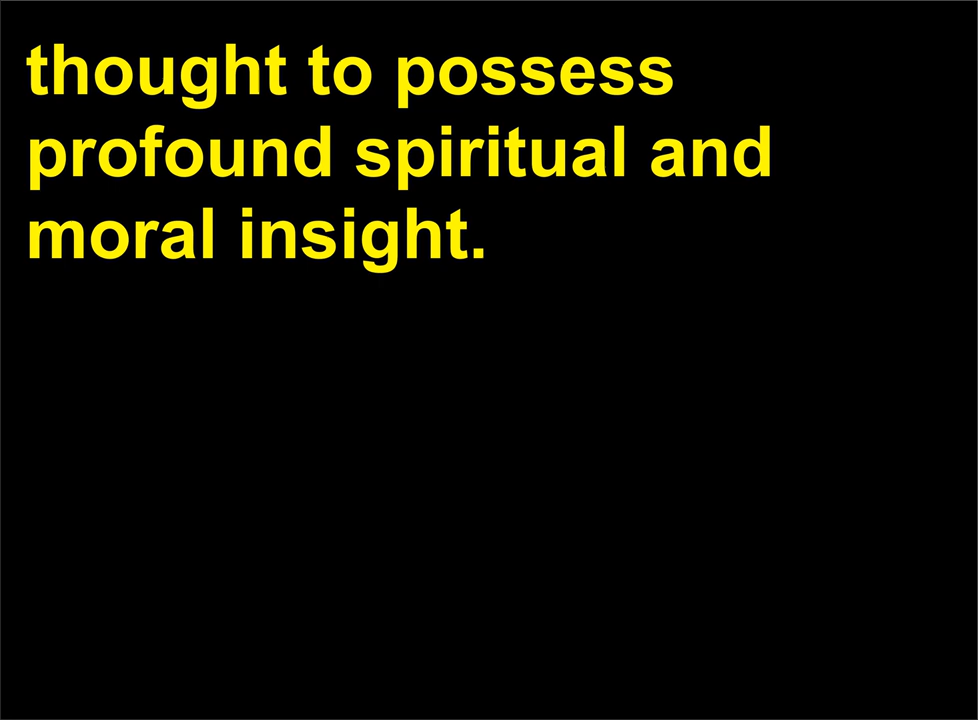 thought to possess
profound spiritual and
moral insight.